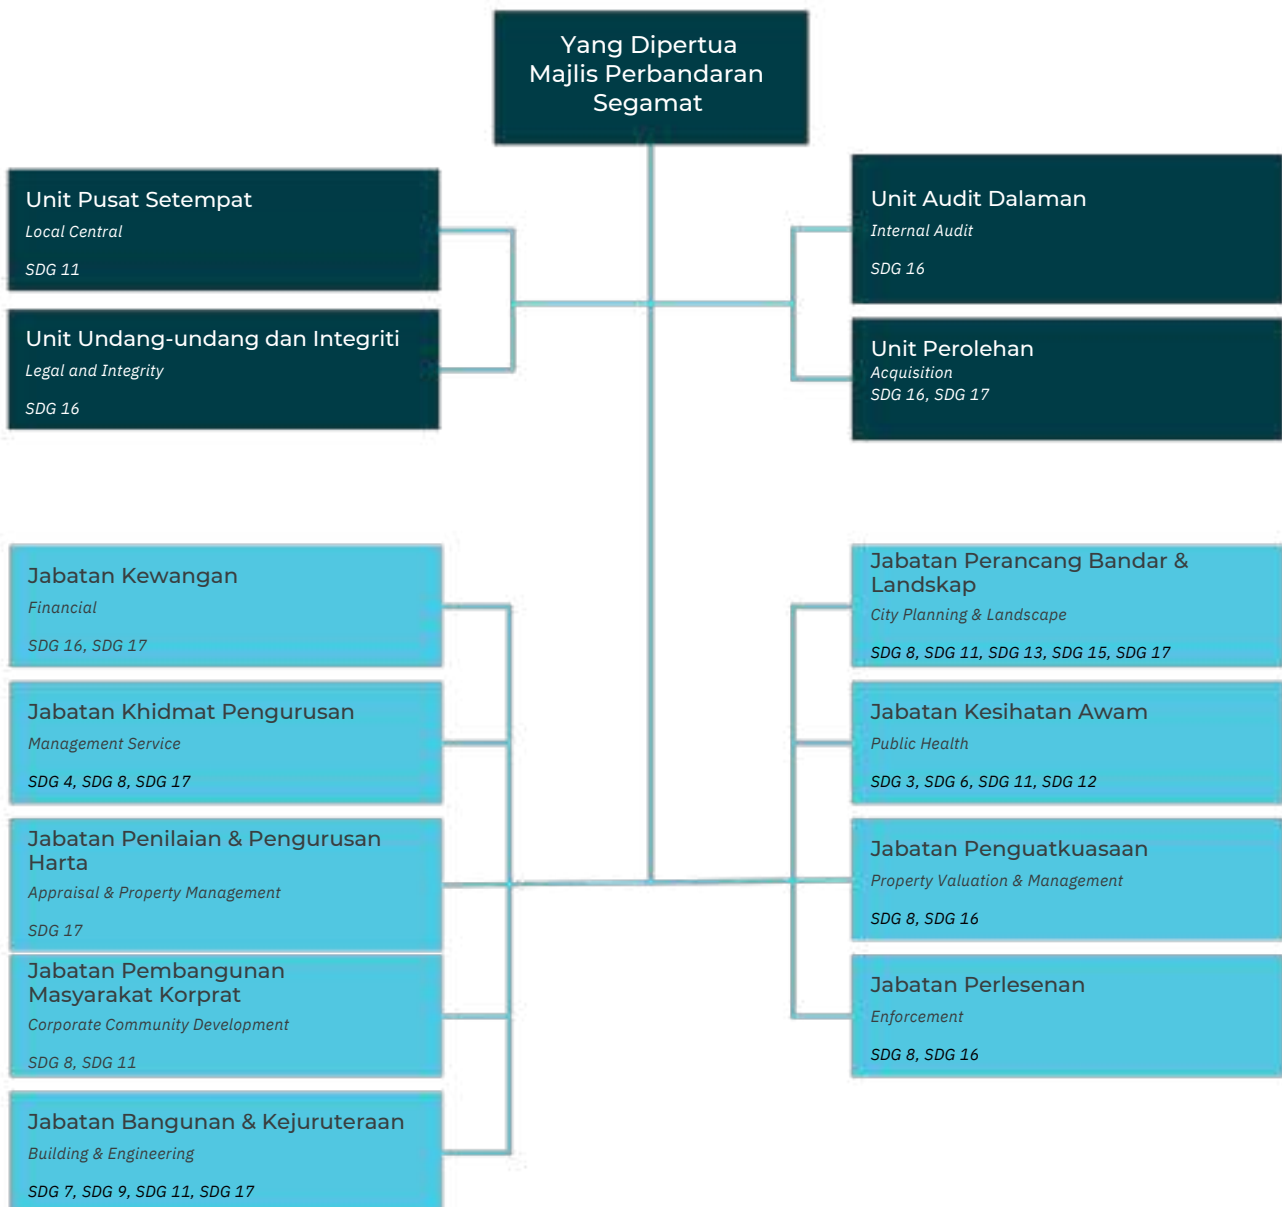 Yang Dipertua
Majlis Perbandaran
Segamat
Unit Pusat Setempat
Local Central
SDG 11
Unit Undang-undang dan Integriti
Legal and Integrity
SDG 16
Unit Audit Dalaman
Internal Audit
SDG 16
Unit Perolehan
Acquisition
SDG 16, SDG 17
Jabatan Kewangan
Financial
SDG 16, SDG 17
Jabatan Khidmat Pengurusan
Management Service
SDG 4, SDG 8, SDG 17
Jabatan Penilaian & Pengurusan
Harta
Appraisal & Property Management
SDG 17
Jabatan Pembangunan
Masyarakat Korprat
Corporate Community Development
SDG 8, SDG 11
Jabatan Bangunan & Kejuruteraan
Building & Engineering
SDG 7, SDG 9, SDG 11, SDG 17
Jabatan Perancang Bandar &
Landskap
City Planning & Landscape
SDG 8, SDG 11, SDG 13, SDG 15, SDG 17
Jabatan Kesihatan Awam
Public Health
SDG 3, SDG 6, SDG 11, SDG 12
Jabatan Penguatkuasaan
Property Valuation & Management
SDG 8, SDG 16
Jabatan Perlesenan
Enforcement
SDG 8, SDG 16